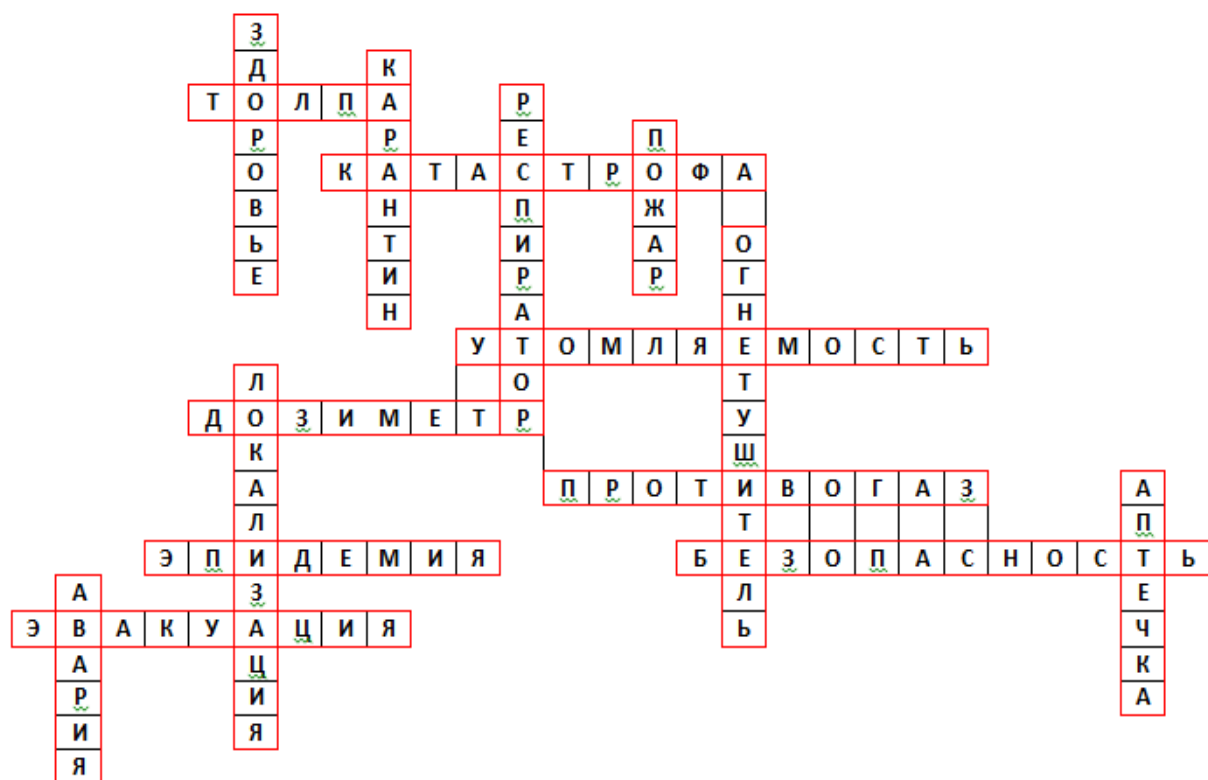 ЗДОРОВЬЕ
КАРАНТИН
ТОЛПА
РЕСПИРАТОР
ПОЖАР
КАТАСТРОФА
ОГНЕТУШИТЕЛЬ
УТОМЛЯЕМОСТЬ
ЛОКАЛИЗАЦИЯ
ДОЗИМЕТР
ПРОТИВОГАЗ
АПТЕЧКА
ЭПИДЕМИЯ
БЕЗОПАСНОСТЬ
АВАРИЯ
ЭВАКУАЦИЯ